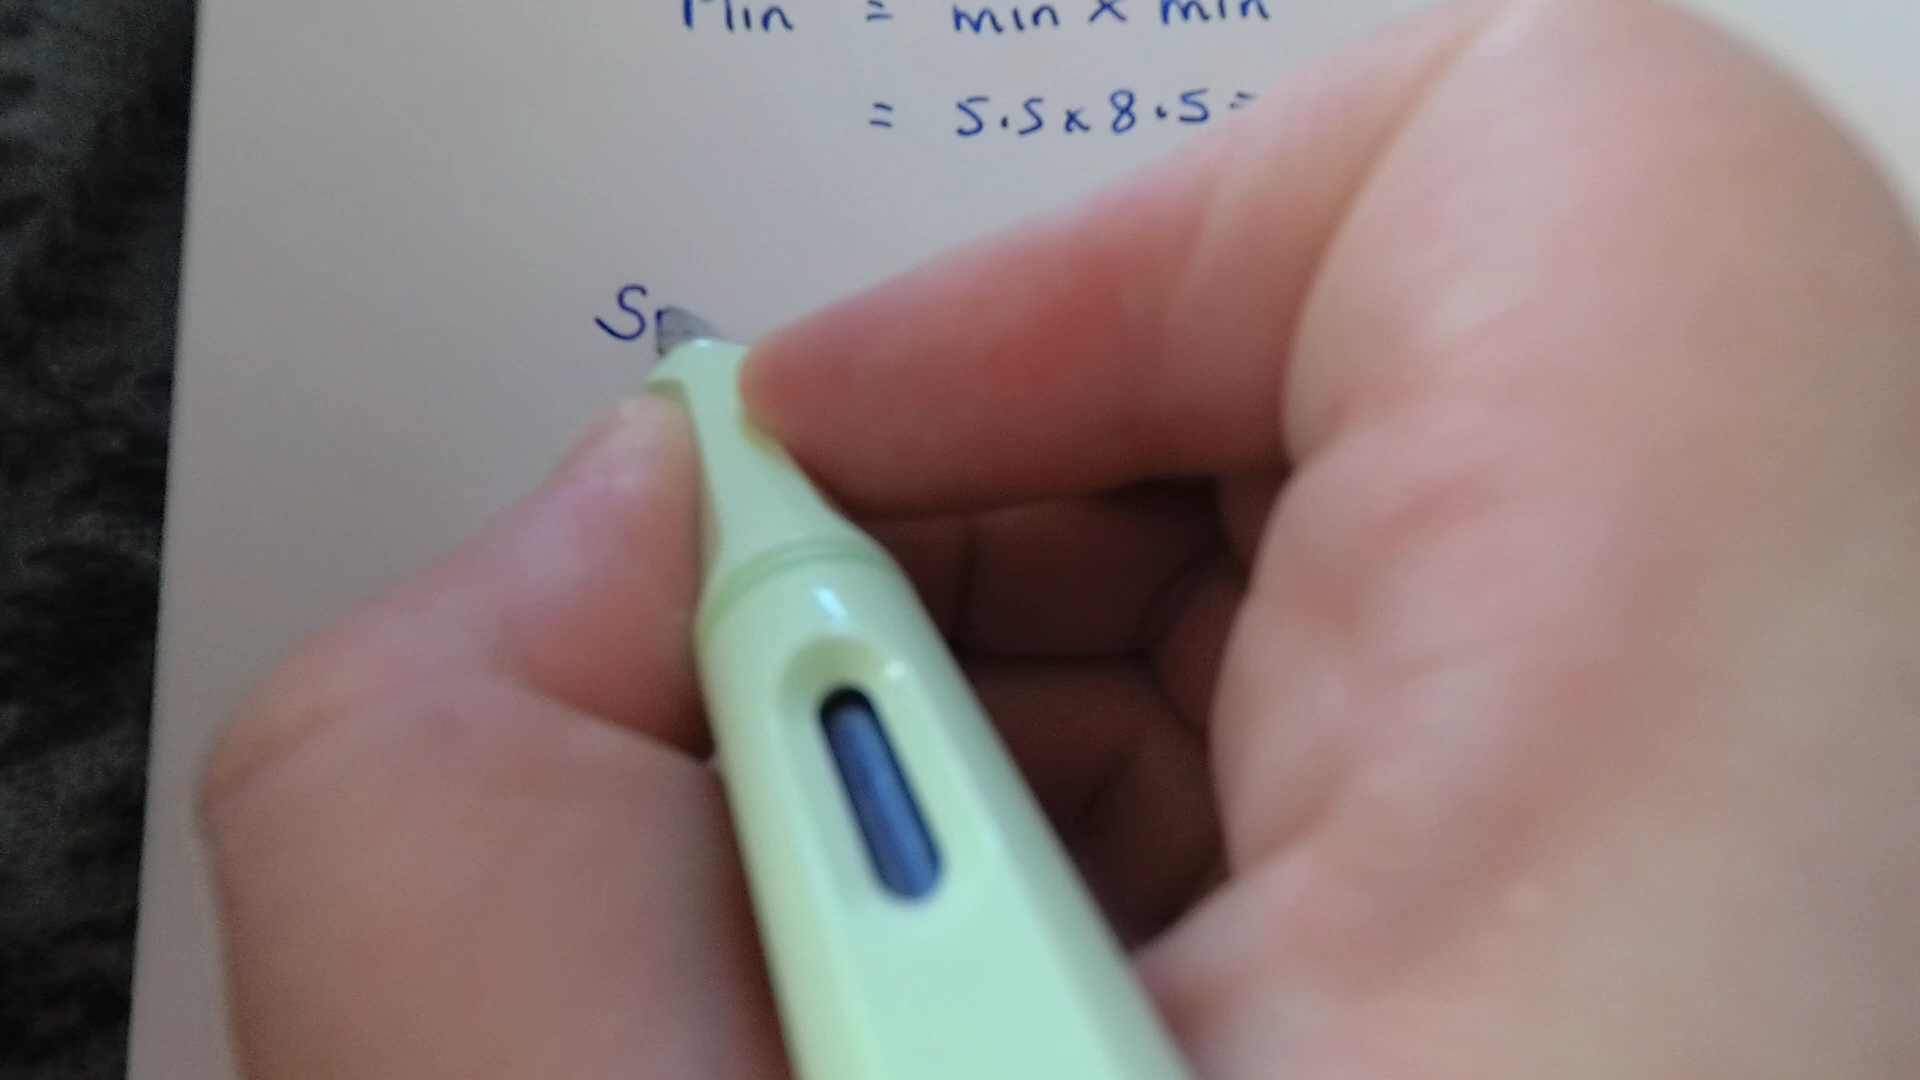 Min = min x min
= 5.5 x 8.5 =